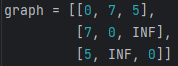 graph = [[0, 7, 5],
[7, 0, INF],
[5, INF, 0]]